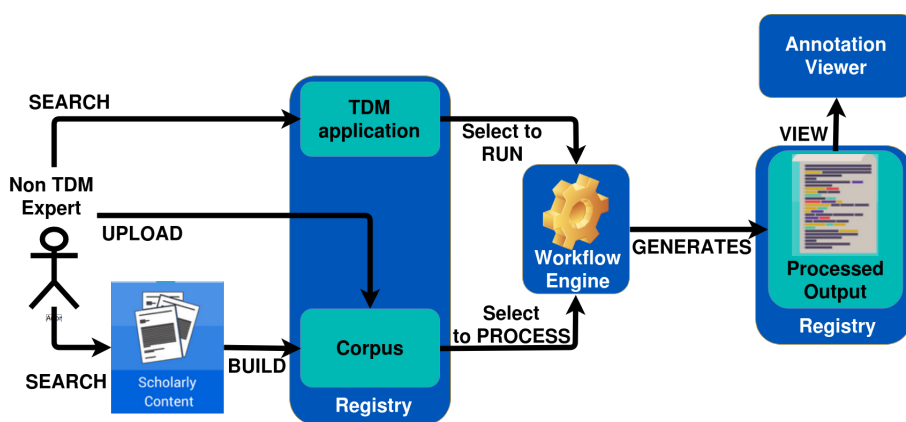 Annotation
Viewer
SEARCH
TDM
application
Select to
RUN
VIEW
Non TDM
Expert
UPLOAD
Workflow
Engine
GENERATES
Processed
Output
Registry
Select
to PROCESS
Corpus
SEARCH
Scholarly
Content
BUILD
Registry